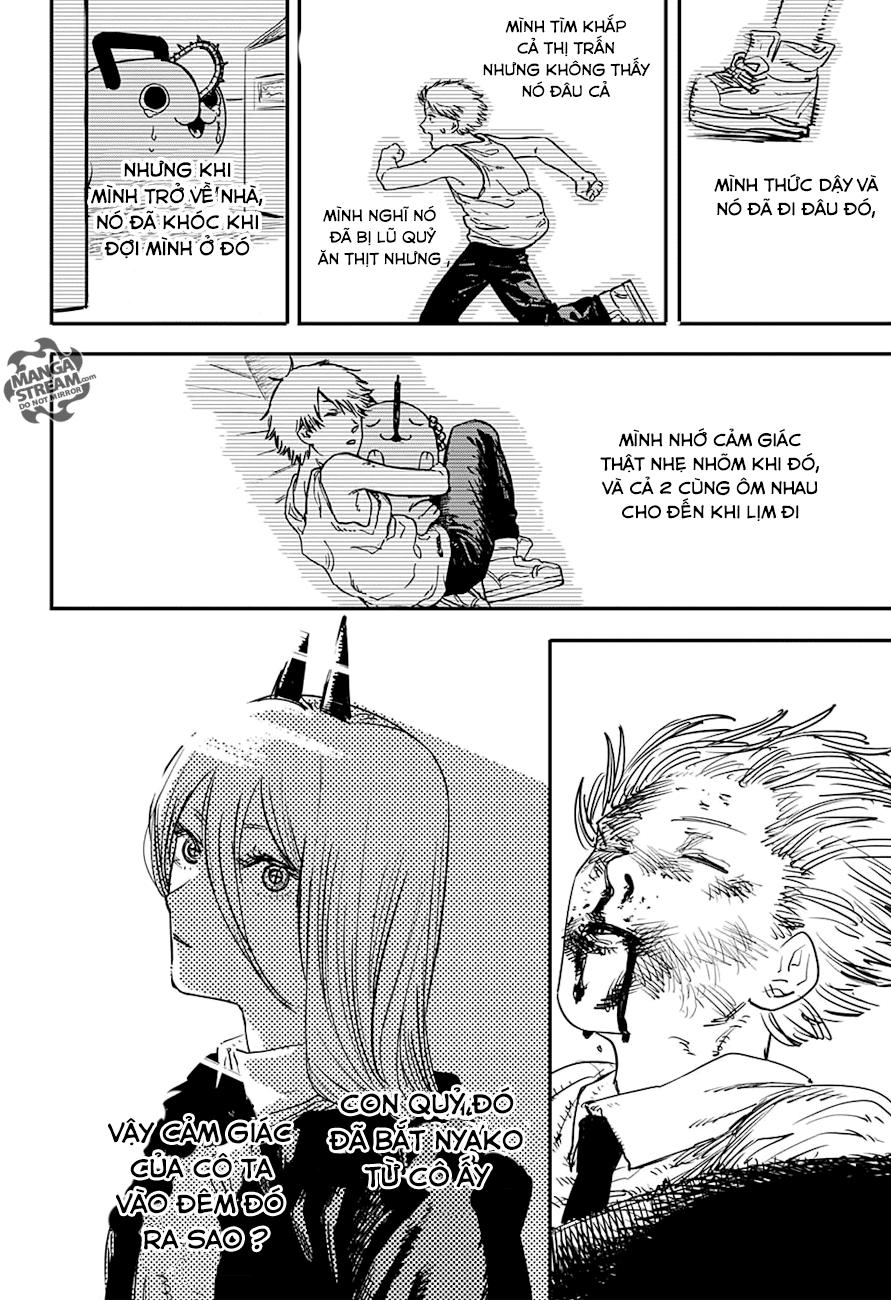 MÌNH THỨC DẬY VÀ
NÓ ĐÃ ĐI ĐÂU ĐÓ,
MÌNH TÌM KHẮP
CẢ THỊ TRẤN
NHƯNG KHÔNG THẤY
NÓ ĐÂU CẢ
MÌNH NGHĨ NÓ
ĐÃ BỊ LŨ QUỶ
ĂN THỊT NHƯNG,
NHƯNG KHI
MÌNH TRỞ VỀ NHÀ,
NÓ ĐÃ KHÓC KHI
ĐỢI MÌNH Ở ĐÓ
MANGA
STREAM.com
DO NOT MIRROR!
MÌNH NHỚ CẢM GIÁC
THẬT NHẸ NHÕM KHI ĐÓ,
VÀ CẢ 2 CÙNG ÔM NHAU
CHO ĐẾN KHI LỊM ĐI
CON QUỶ ĐÓ
ĐÃ BẮT NYAKO
TỪ CÔ ẤY
VẬY CẢM GIÁC
CỦA CÔ TA
VÀO ĐÊM ĐÓ
RA SAO ?